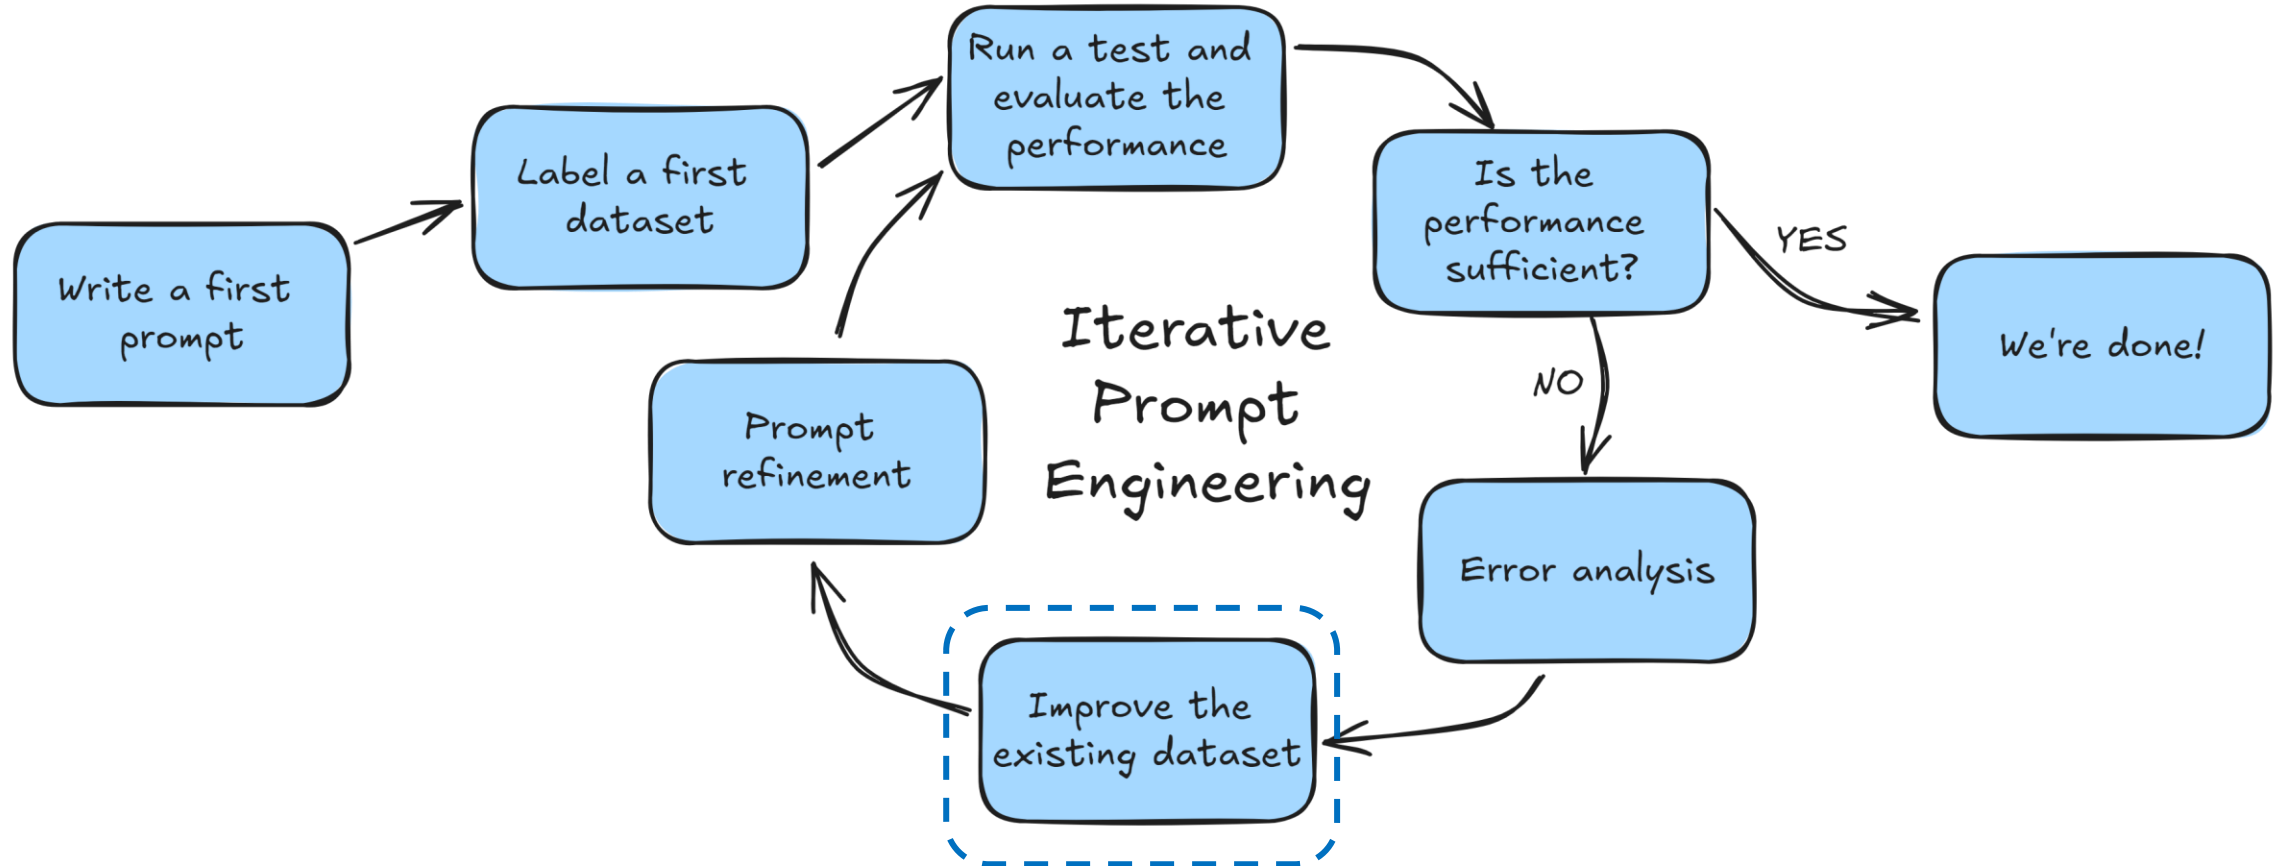 Write a first
prompt
Label a first
dataset
Run a test and
evaluate the
performance
Is the
performance
sufficient?
YES
We're done!
NO
Error analysis
Improve the
existing dataset
Prompt
refinement
Iterative
Prompt
Engineering